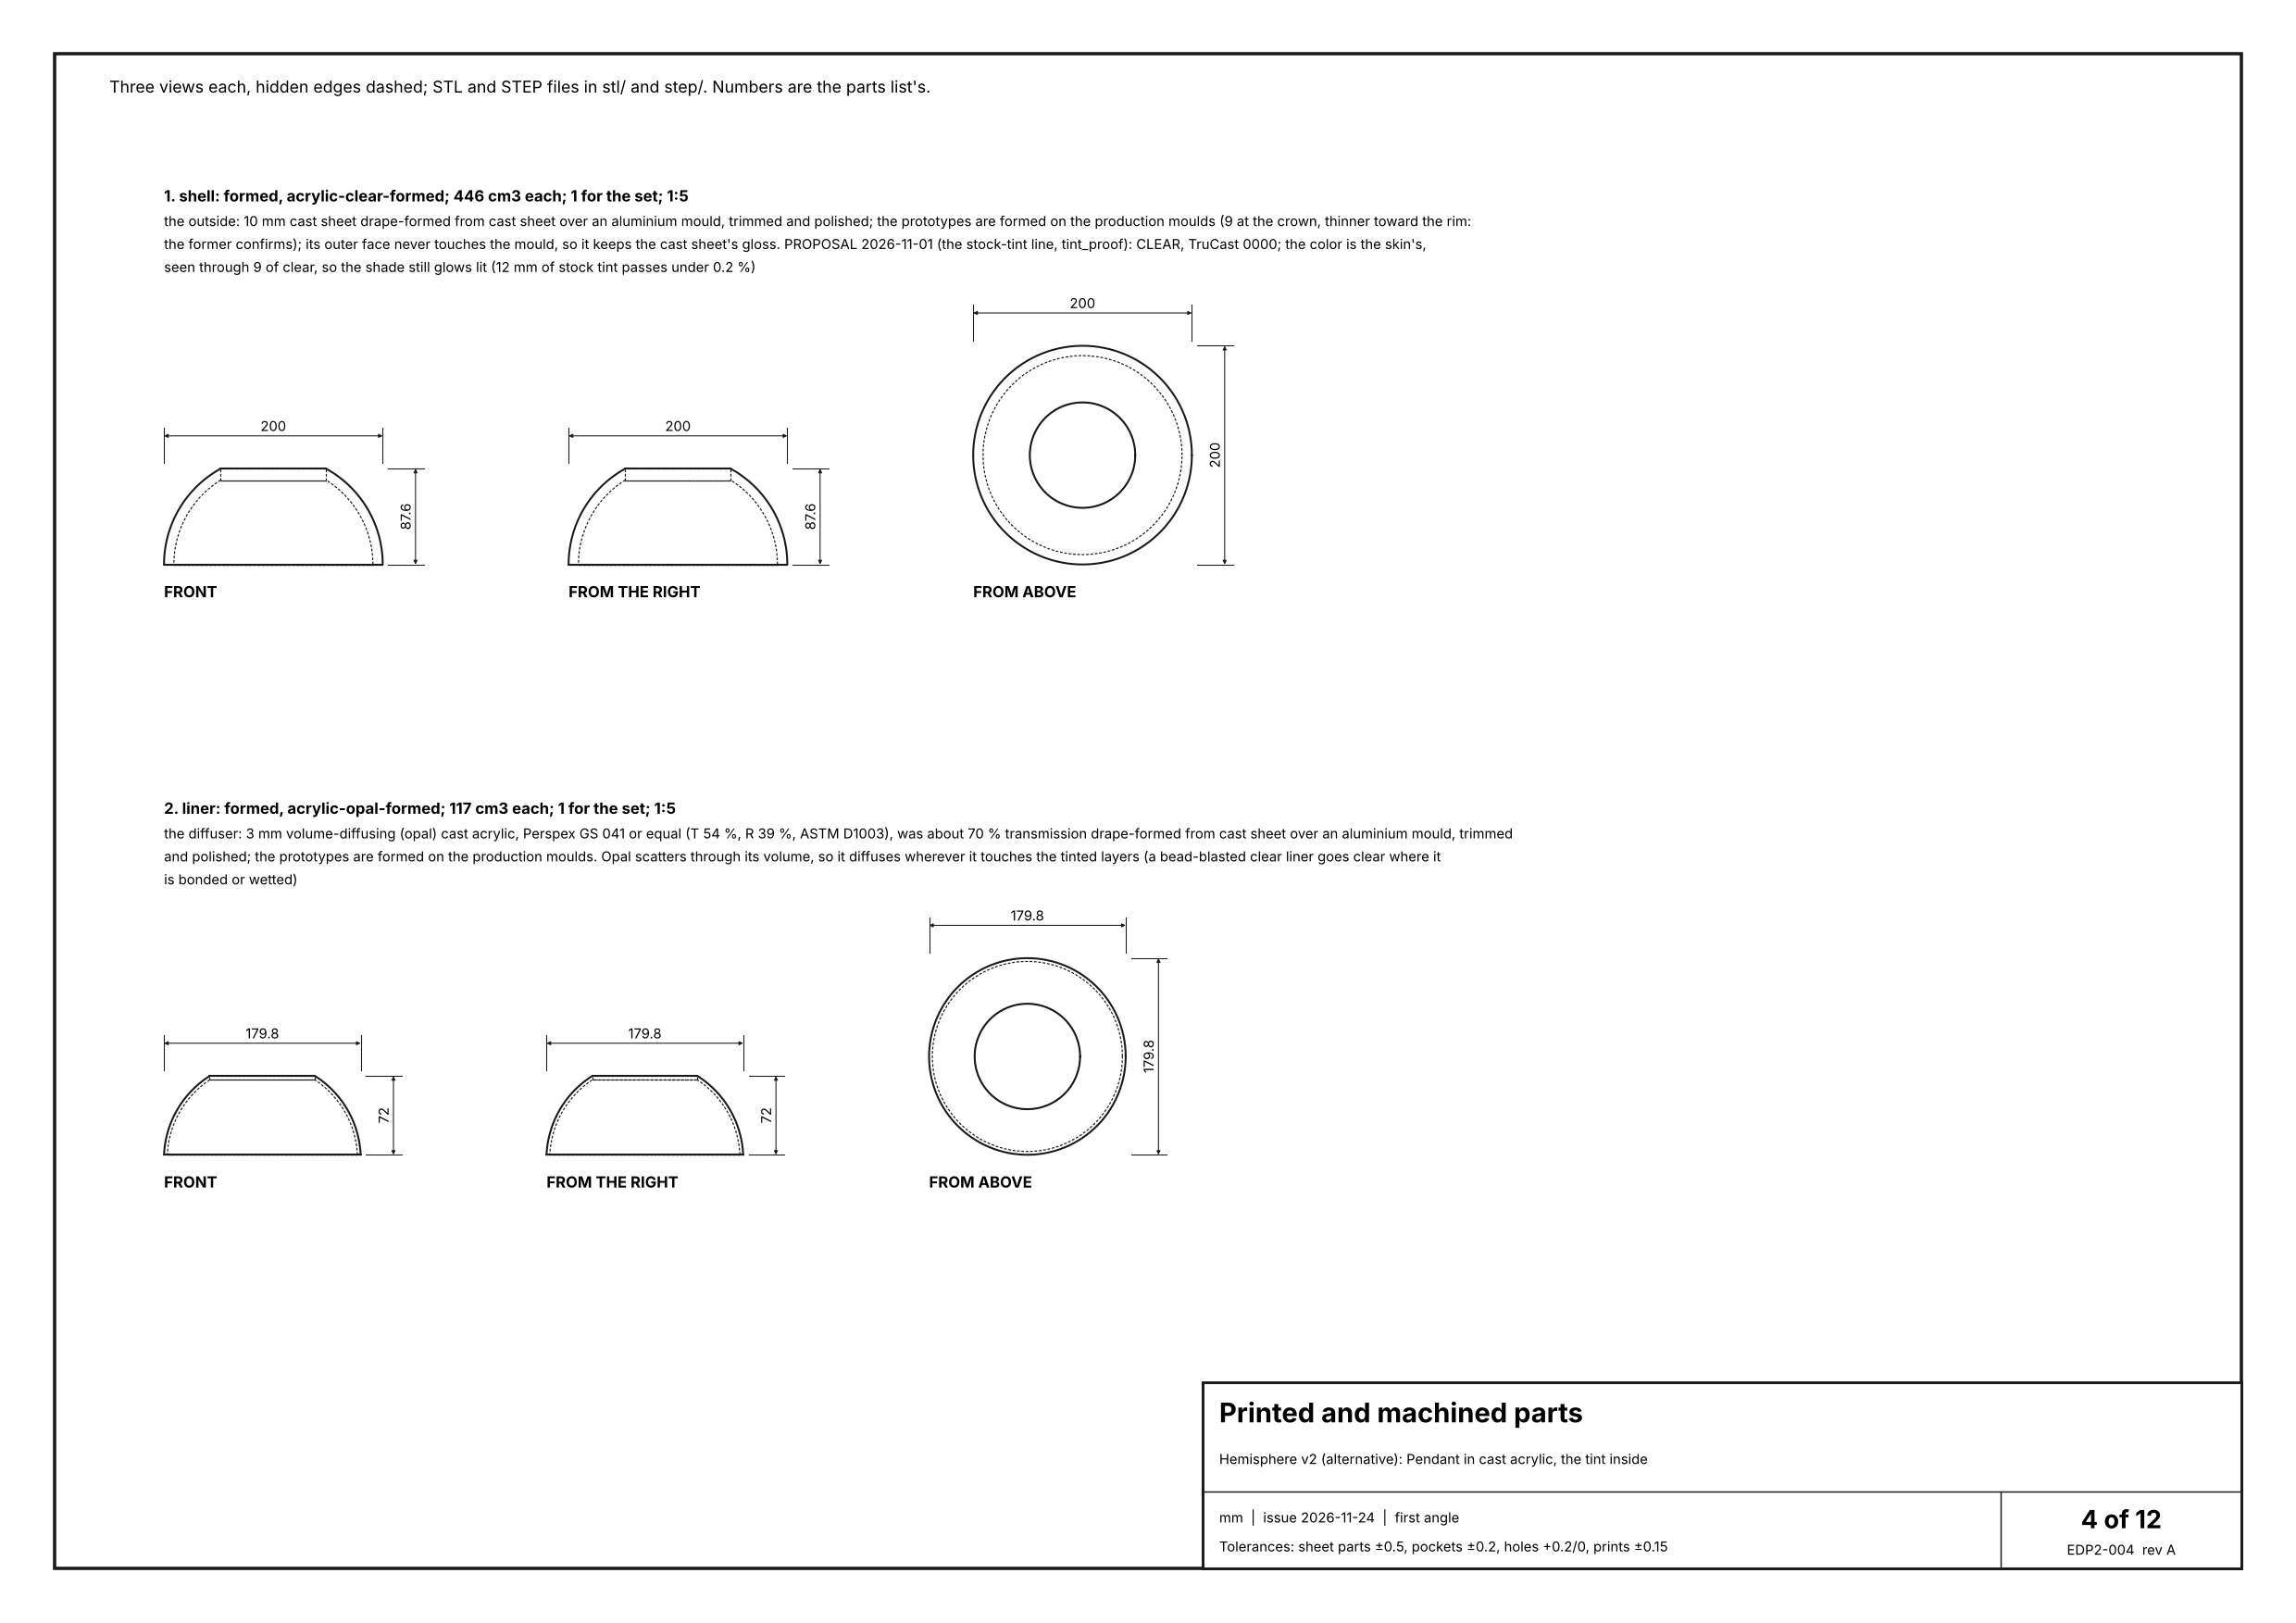 Three views each, hidden edges dashed; STL and STEP files in stl/ and step/. Numbers are the parts list's.
1. shell: formed, acrylic-clear-formed; 446 cm3 each; 1 for the set; 1:5
the outside: 10 mm cast sheet drape-formed from cast sheet over an aluminium mould, trimmed and polished; the prototypes are formed on the production moulds (9 at the crown, thinner toward the rim:
the former confirms); its outer face never touches the mould, so it keeps the cast sheet's gloss. PROPOSAL 2026-11-01 (the stock-tint line, tint_proof): CLEAR, TruCast 0000; the color is the skin's,
seen through 9 of clear, so the shade still glows lit (12 mm of stock tint passes under 0.2 %)
200
200
200
87.6
87.6
200
FRONT
FROM THE RIGHT
FROM ABOVE
2. liner: formed, acrylic-opal-formed; 117 cm3 each; 1 for the set; 1:5
the diffuser: 3 mm volume-diffusing (opal) cast acrylic, Perspex GS 041 or equal (T 54 %, R 39 %, ASTM D1003), was about 70 % transmission drape-formed from cast sheet over an aluminium mould, trimmed
and polished; the prototypes are formed on the production moulds. Opal scatters through its volume, so it diffuses wherever it touches the tinted layers (a bead-blasted clear liner goes clear where it
is bonded or wetted)
179.8
179.8
179.8
72
72
179.8
FRONT
FROM THE RIGHT
FROM ABOVE
Printed and machined parts
Hemisphere v2 (alternative): Pendant in cast acrylic, the tint inside
mm | issue 2026-11-24 | first angle
Tolerances: sheet parts ±0.5, pockets ±0.2, holes +0.2/0, prints ±0.15
4 of 12
EDP2-004 rev A